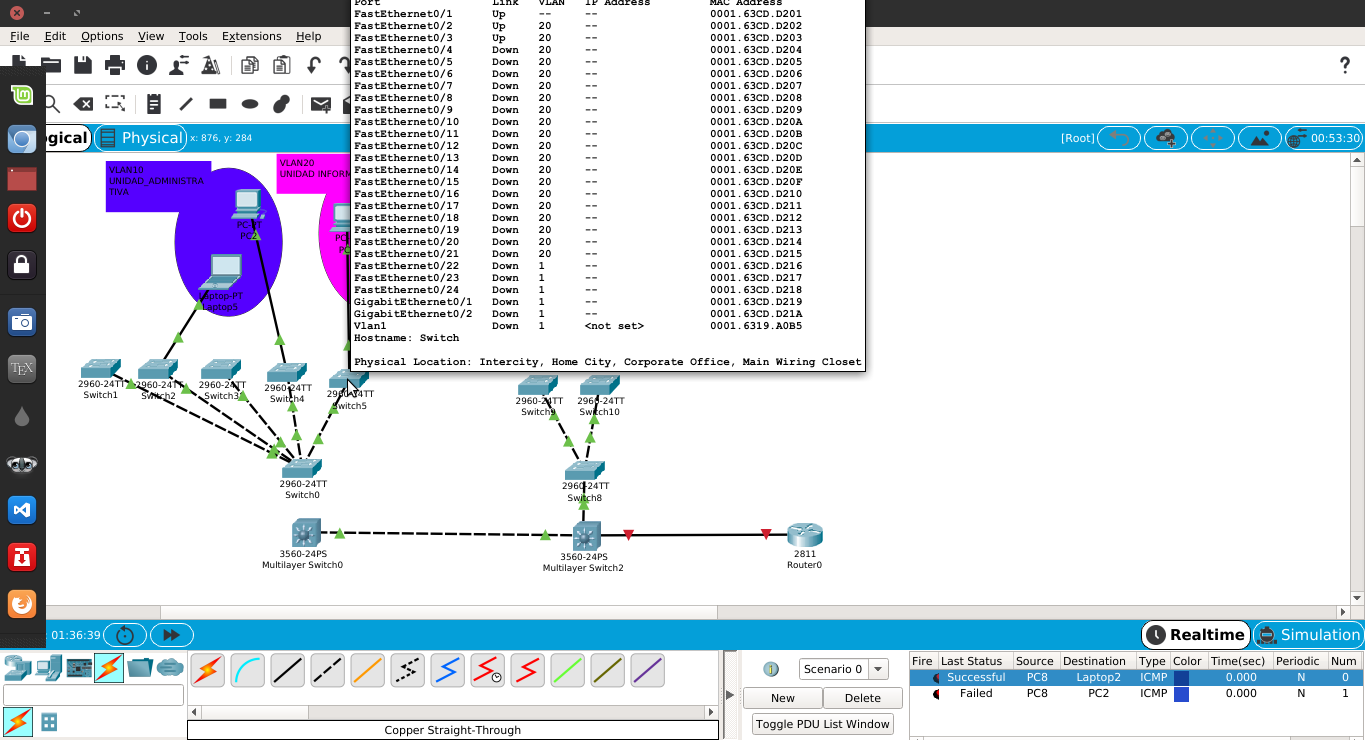 Port Link VLAN IP Address MAC Address
FastEthernet0/1 Up -- -- 0001.63CD.D201
FastEthernet0/2 Up 20 -- 0001.63CD.D202
FastEthernet0/3 Up 20 -- 0001.63CD.D203
FastEthernet0/4 Down 20 -- 0001.63CD.D204
FastEthernet0/5 Down 20 -- 0001.63CD.D205
FastEthernet0/6 Down 20 -- 0001.63CD.D206
FastEthernet0/7 Down 20 -- 0001.63CD.D207
FastEthernet0/8 Down 20 -- 0001.63CD.D208
FastEthernet0/9 Down 20 -- 0001.63CD.D209
FastEthernet0/10 Down 20 -- 0001.63CD.D20A
FastEthernet0/11 Down 20 -- 0001.63CD.D20B
FastEthernet0/12 Down 20 -- 0001.63CD.D20C
FastEthernet0/13 Down 20 -- 0001.63CD.D20D
FastEthernet0/14 Down 20 -- 0001.63CD.D20E
FastEthernet0/15 Down 20 -- 0001.63CD.D20F
FastEthernet0/16 Down 20 -- 0001.63CD.D210
FastEthernet0/17 Down 20 -- 0001.63CD.D211
FastEthernet0/18 Down 20 -- 0001.63CD.D212
FastEthernet0/19 Down 20 -- 0001.63CD.D213
FastEthernet0/20 Down 20 -- 0001.63CD.D214
FastEthernet0/21 Down 20 -- 0001.63CD.D215
FastEthernet0/22 Down 1 -- 0001.63CD.D216
FastEthernet0/23 Down 1 -- 0001.63CD.D217
FastEthernet0/24 Down 1 -- 0001.63CD.D218
GigabitEthernet0/1 Down 1 -- 0001.63CD.D219
GigabitEthernet0/2 Down 1 -- 0001.63CD.D21A
Vlan1 Down 1 <not set> 0001.6319.A0B5
Hostname: Switch
Physical Location: Intercity, Home City, Corporate Office, Main Wiring Closet
File Edit Options View Tools Extensions Help
?
gical Physical x: 876, y: 284 [Root] 00:53:30
VLAN10
UNIDAD_ADMINISTRA
TIVA
VLAN20
UNIDAD INFORM
PC-PT
PC2
Laptop-PT
Laptop5
2960-24TT
Switch1
2960-24TT
Switch2
2960-24TT
Switch3
2960-24TT
Switch4
2960-24TT
Switch5
2960-24TT
Switch9
2960-24TT
Switch10
2960-24TT
Switch0
2960-24TT
Switch8
3560-24PS
Multilayer Switch0
3560-24PS
Multilayer Switch2
2811
Router0
TEX
: 01:36:39 Realtime Simulation
Scenario 0
New Delete
Toggle PDU List Window
Copper Straight-Through
Fire Last Status Source Destination Type Color Time(sec) Periodic Num
Successful PC8 Laptop2 ICMP 0.000 N 0
Failed PC8 PC2 ICMP 0.000 N 1